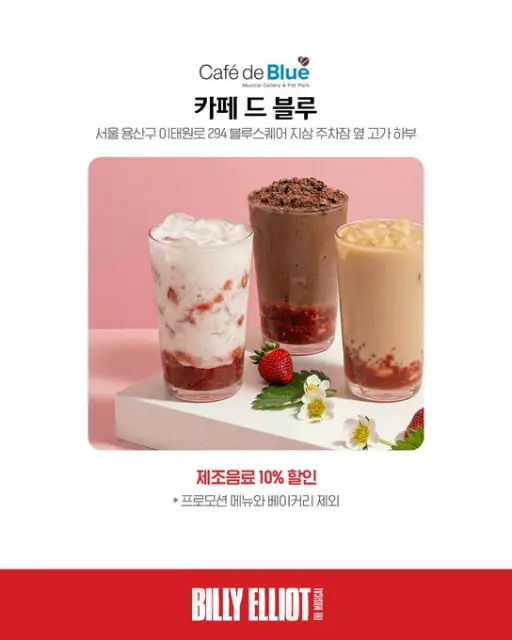 Café de Blue
Musical Gallery & Pet Park
카페 드 블루
서울 용산구 이태원로 294 블루스퀘어 지상 주차장 옆 고가 하부
제조음료 10% 할인
* 프로모션 메뉴와 베이커리 제외
BILLY ELLIOT THE MUSICAL